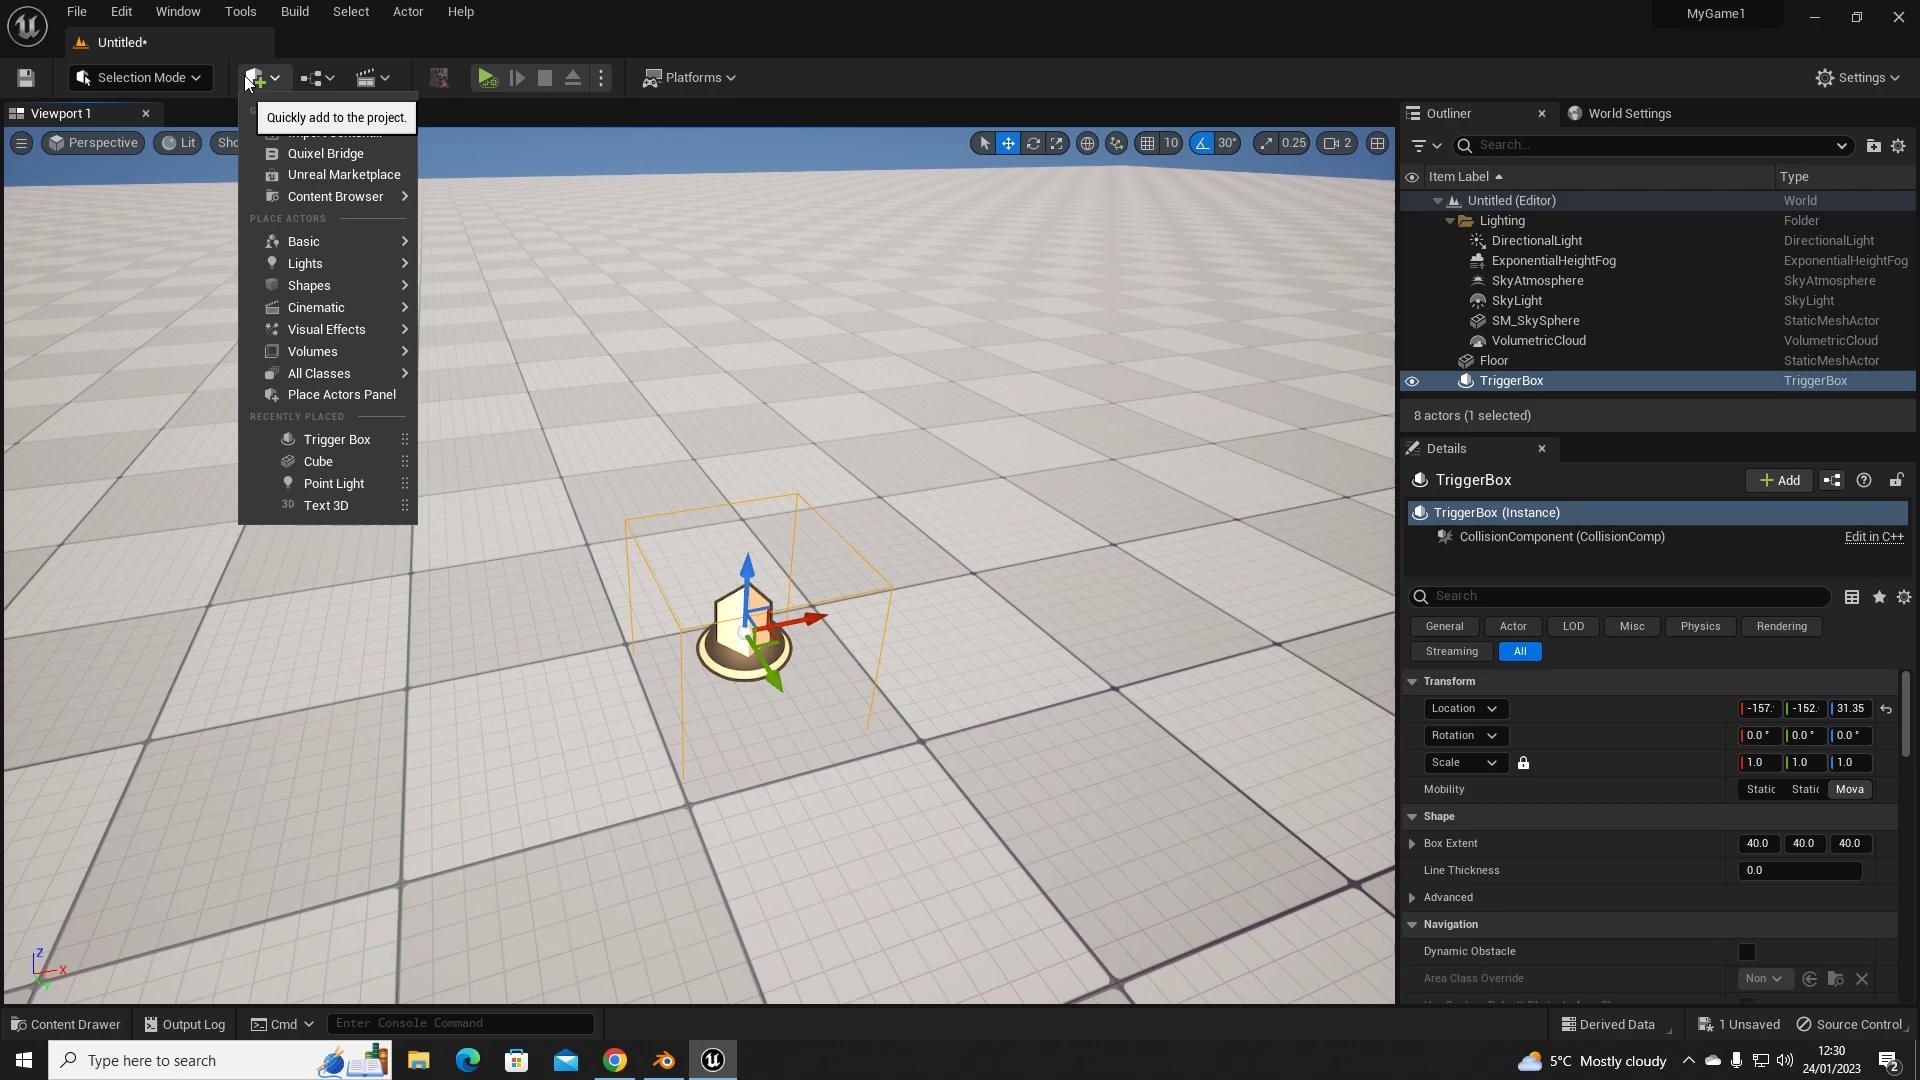 File Edit Window Tools Build Select Actor Help
MyGame1
Untitled*
Selection Mode
Platforms
Settings
Viewport 1
Perspective
Lit
10
30°
0.25
2
Quickly add to the project.
Quixel Bridge
Unreal Marketplace
Content Browser
PLACE ACTORS
Basic
Lights
Shapes
Cinematic
Visual Effects
Volumes
All Classes
Place Actors Panel
RECENTLY PLACED
Trigger Box
Cube
Point Light
3D Text 3D
Z
X
Y
Outliner
World Settings
Search...
Item Label Type
Untitled (Editor) World
Lighting Folder
DirectionalLight DirectionalLight
ExponentialHeightFog ExponentialHeightFog
SkyAtmosphere SkyAtmosphere
SkyLight SkyLight
SM_SkySphere StaticMeshActor
VolumetricCloud VolumetricCloud
Floor StaticMeshActor
TriggerBox TriggerBox
8 actors (1 selected)
Details
TriggerBox
Add
TriggerBox (Instance)
CollisionComponent (CollisionComp) Edit in C++
Search
General Actor LOD Misc Physics Rendering
Streaming All
Transform
Location -157. -152. 31.35
Rotation 0.0 ° 0.0 ° 0.0 °
Scale 1.0 1.0 1.0
Mobility Static Static Mova
Shape
Box Extent 40.0 40.0 40.0
Line Thickness 0.0
Advanced
Navigation
Dynamic Obstacle
Area Class Override Non
Content Drawer
Output Log
Cmd
Enter Console Command
Derived Data
1 Unsaved
Source Control
Type here to search
5°C Mostly cloudy
12:30
24/01/2023
2